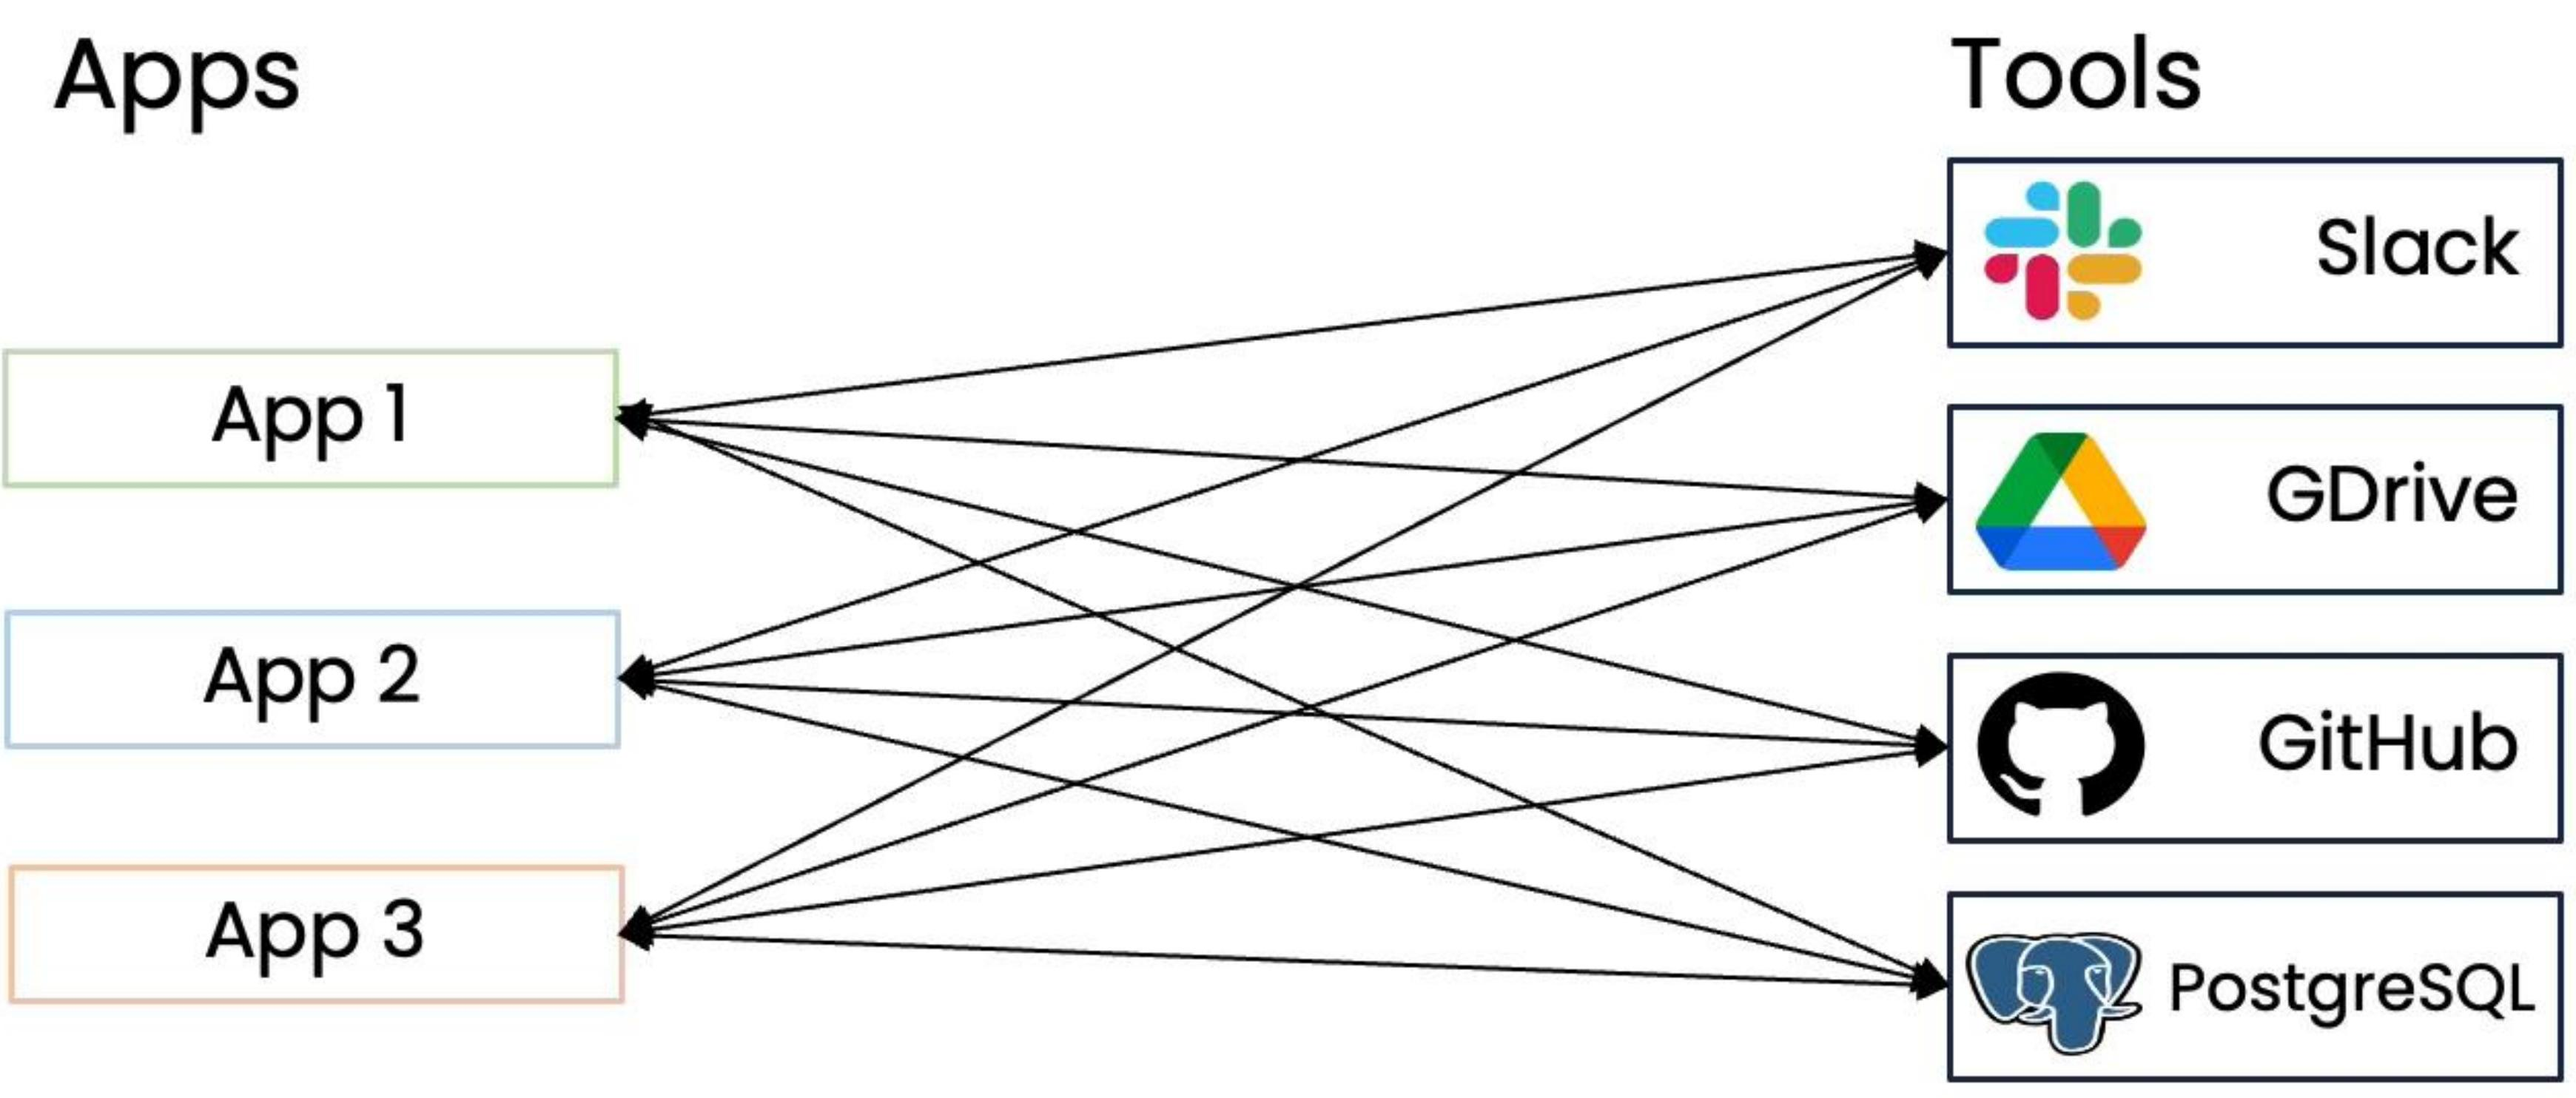 Apps
Tools
Slack
App 1
GDrive
App 2
GitHub
App 3
PostgreSQL